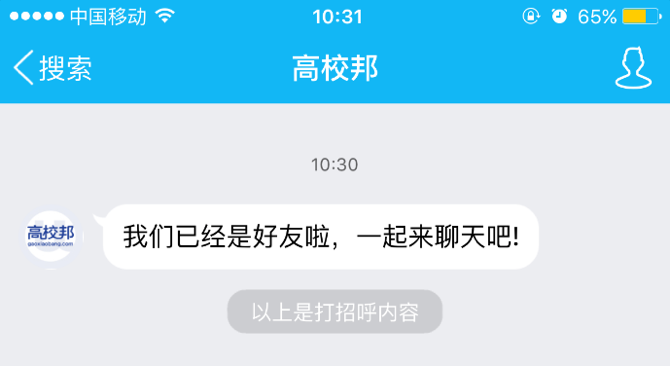 中国移动 10:31 65%
搜索 高校邦
10:30
高校邦
gaoxiaobang.com
我们已经是好友啦，一起来聊天吧!
以上是打招呼内容